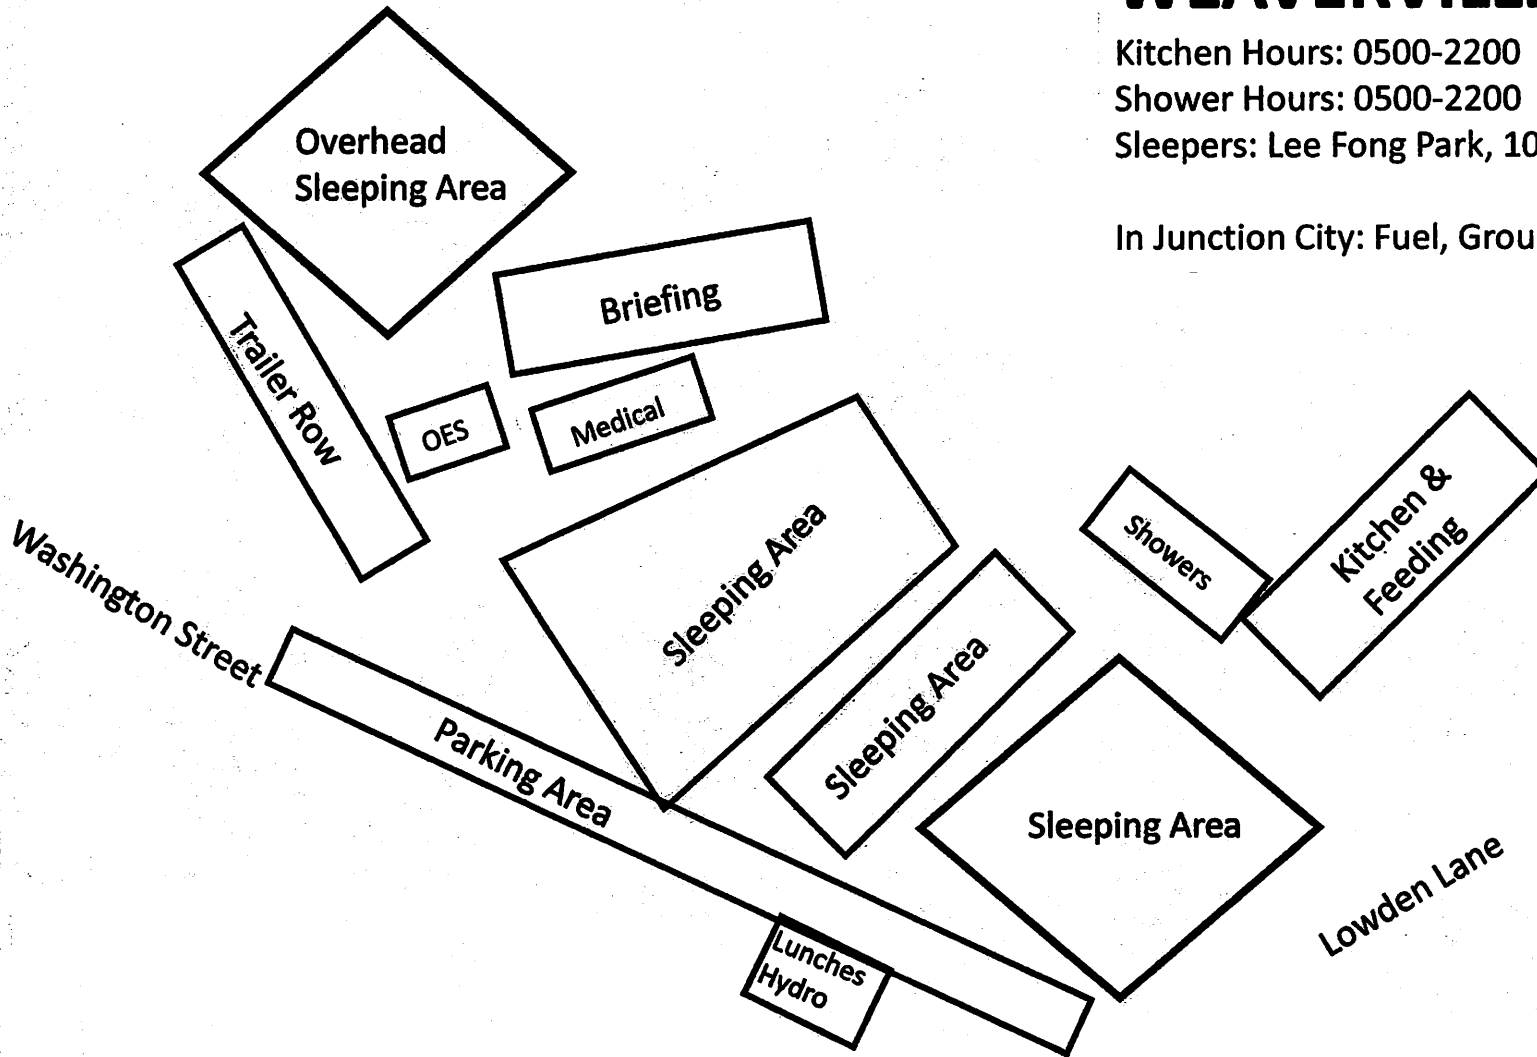 Kitchen Hours: 0500-2200
Shower Hours: 0500-2200
Sleepers: Lee Fong Park, 10
In Junction City: Fuel, Grou
Overhead
Sleeping Area
Briefing
Trailer Row
OES
Medical
Sleeping Area
Showers
Kitchen &
Feeding
Washington Street
Sleeping Area
Parking Area
Sleeping Area
Lowden Lane
Lunches
Hydro